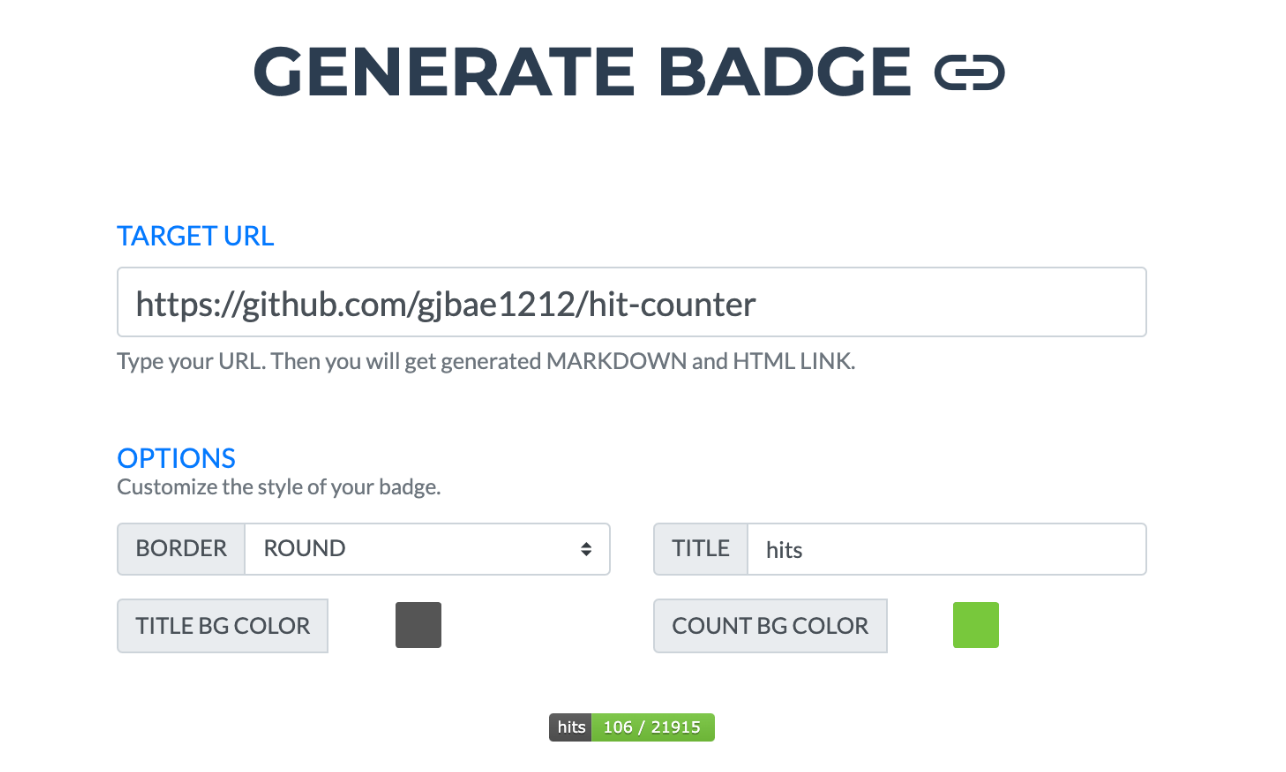 GENERATE BADGE
TARGET URL
https://github.com/gjbae1212/hit-counter
Type your URL. Then you will get generated MARKDOWN and HTML LINK.
OPTIONS
Customize the style of your badge.
BORDER ROUND TITLE hits
TITLE BG COLOR COUNT BG COLOR
hits 106 / 21915